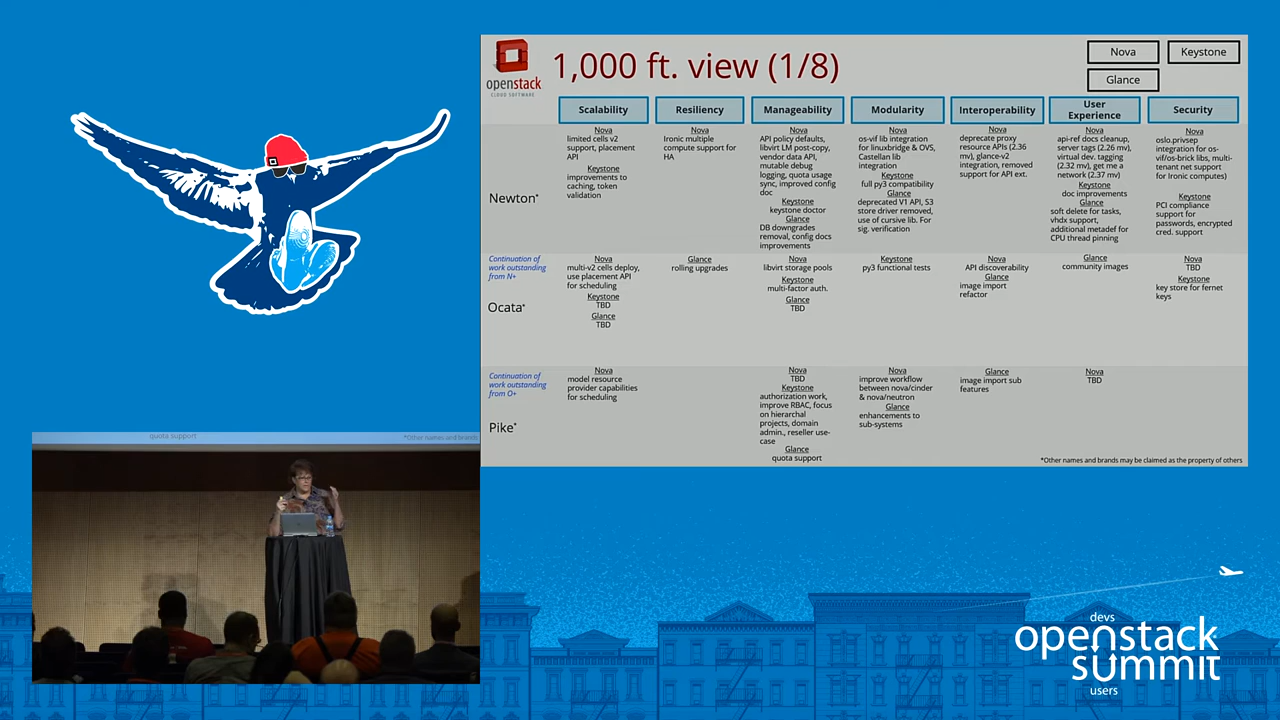 openstack
CLOUD SOFTWARE
1,000 ft. view (1/8)
Nova
Keystone
Glance
Scalability
Resiliency
Manageability
Modularity
Interoperability
User
Experience
Security
Newton*
Nova
limited cells v2
support, placement
API
Keystone
improvements to
caching, token
validation
Nova
Ironic multiple
compute support for
HA
Nova
API policy defaults,
libvirt LM post-copy,
vendor data API,
mutable debug
logging, quota usage
sync, improved config
doc
Keystone
keystone doctor
Glance
DB downgrades
removal, config docs
improvements
Nova
os-vif lib integration
for linuxbridge & OVS,
Castellan lib
integration
Keystone
full py3 compatibility
Glance
deprecated V1 API, S3
store driver removed,
use of cursive lib. For
sig. verification
Nova
deprecate proxy
resource APIs (2.36
mv), glance-v2
integration, removed
support for API ext.
Nova
api-ref docs cleanup,
server tags (2.26 mv),
virtual dev. tagging
(2.32 mv), get me a
network (2.37 mv)
Keystone
doc improvements
Glance
soft delete for tasks,
vhdx support,
additional metadef for
CPU thread pinning
Nova
oslo.privsep
integration for os-
vif/os-brick libs, multi-
tenant net support
for Ironic computes)
Keystone
PCI compliance
support for
passwords, encrypted
cred. support
Continuation of
work outstanding
from N+
Ocata*
Nova
multi-v2 cells deploy,
use placement API
for scheduling
Keystone
TBD
Glance
TBD
Glance
rolling upgrades
Nova
libvirt storage pools
Keystone
multi-factor auth.
Glance
TBD
Keystone
py3 functional tests
Nova
API discoverability
Glance
image import
refactor
Glance
community images
Nova
TBD
Keystone
key store for fernet
keys
Continuation of
work outstanding
from O+
Pike*
Nova
model resource
provider capabilities
for scheduling
Nova
TBD
Keystone
authorization work,
improve RBAC, focus
on hierarchal
projects, domain
admin., reseller use-
case
Glance
quota support
Nova
improve workflow
between nova/cinder
& nova/neutron
Glance
enhancements to
sub-systems
Glance
image import sub
features
Nova
TBD
*Other names and brands may be claimed as the property of others
quota support
*Other names and brands
devs
openstack
summit
users